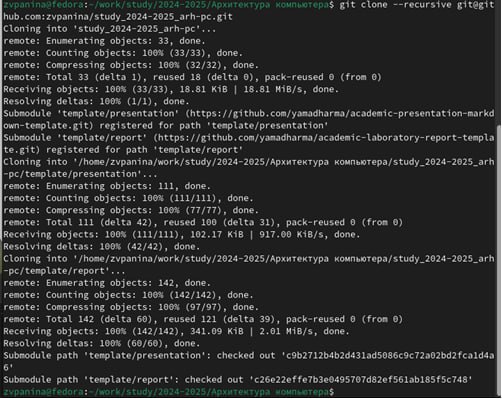 zvpanina@fedora:~/work/study/2024-2025/Архитектура компьютера$ git clone --recursive git@git
hub.com:zvpanina/study_2024-2025_arh-pc.git
Cloning into 'study_2024-2025_arh-pc'...
remote: Enumerating objects: 33, done.
remote: Counting objects: 100% (33/33), done.
remote: Compressing objects: 100% (32/32), done.
remote: Total 33 (delta 1), reused 18 (delta 0), pack-reused 0 (from 0)
Receiving objects: 100% (33/33), 18.81 KiB | 18.81 MiB/s, done.
Resolving deltas: 100% (1/1), done.
Submodule 'template/presentation' (https://github.com/yamadharma/academic-presentation-markd
own-template.git) registered for path 'template/presentation'
Submodule 'template/report' (https://github.com/yamadharma/academic-laboratory-report-templa
te.git) registered for path 'template/report'
Cloning into '/home/zvpanina/work/study/2024-2025/Архитектура компьютера/study_2024-2025_arh
-pc/template/presentation'...
remote: Enumerating objects: 111, done.
remote: Counting objects: 100% (111/111), done.
remote: Compressing objects: 100% (77/77), done.
remote: Total 111 (delta 42), reused 100 (delta 31), pack-reused 0 (from 0)
Receiving objects: 100% (111/111), 102.17 KiB | 917.00 KiB/s, done.
Resolving deltas: 100% (42/42), done.
Cloning into '/home/zvpanina/work/study/2024-2025/Архитектура компьютера/study_2024-2025_arh
-pc/template/report'...
remote: Enumerating objects: 142, done.
remote: Counting objects: 100% (142/142), done.
remote: Compressing objects: 100% (97/97), done.
remote: Total 142 (delta 60), reused 121 (delta 39), pack-reused 0 (from 0)
Receiving objects: 100% (142/142), 341.09 KiB | 2.01 MiB/s, done.
Resolving deltas: 100% (60/60), done.
Submodule path 'template/presentation': checked out 'c9b2712b4b2d431ad5086c9c72a02bd2fca1d4a
6'
Submodule path 'template/report': checked out 'c26e22effe7b3e0495707d82ef561ab185f5c748'
zvpanina@fedora:~/work/study/2024-2025/Архитектура компьютера$